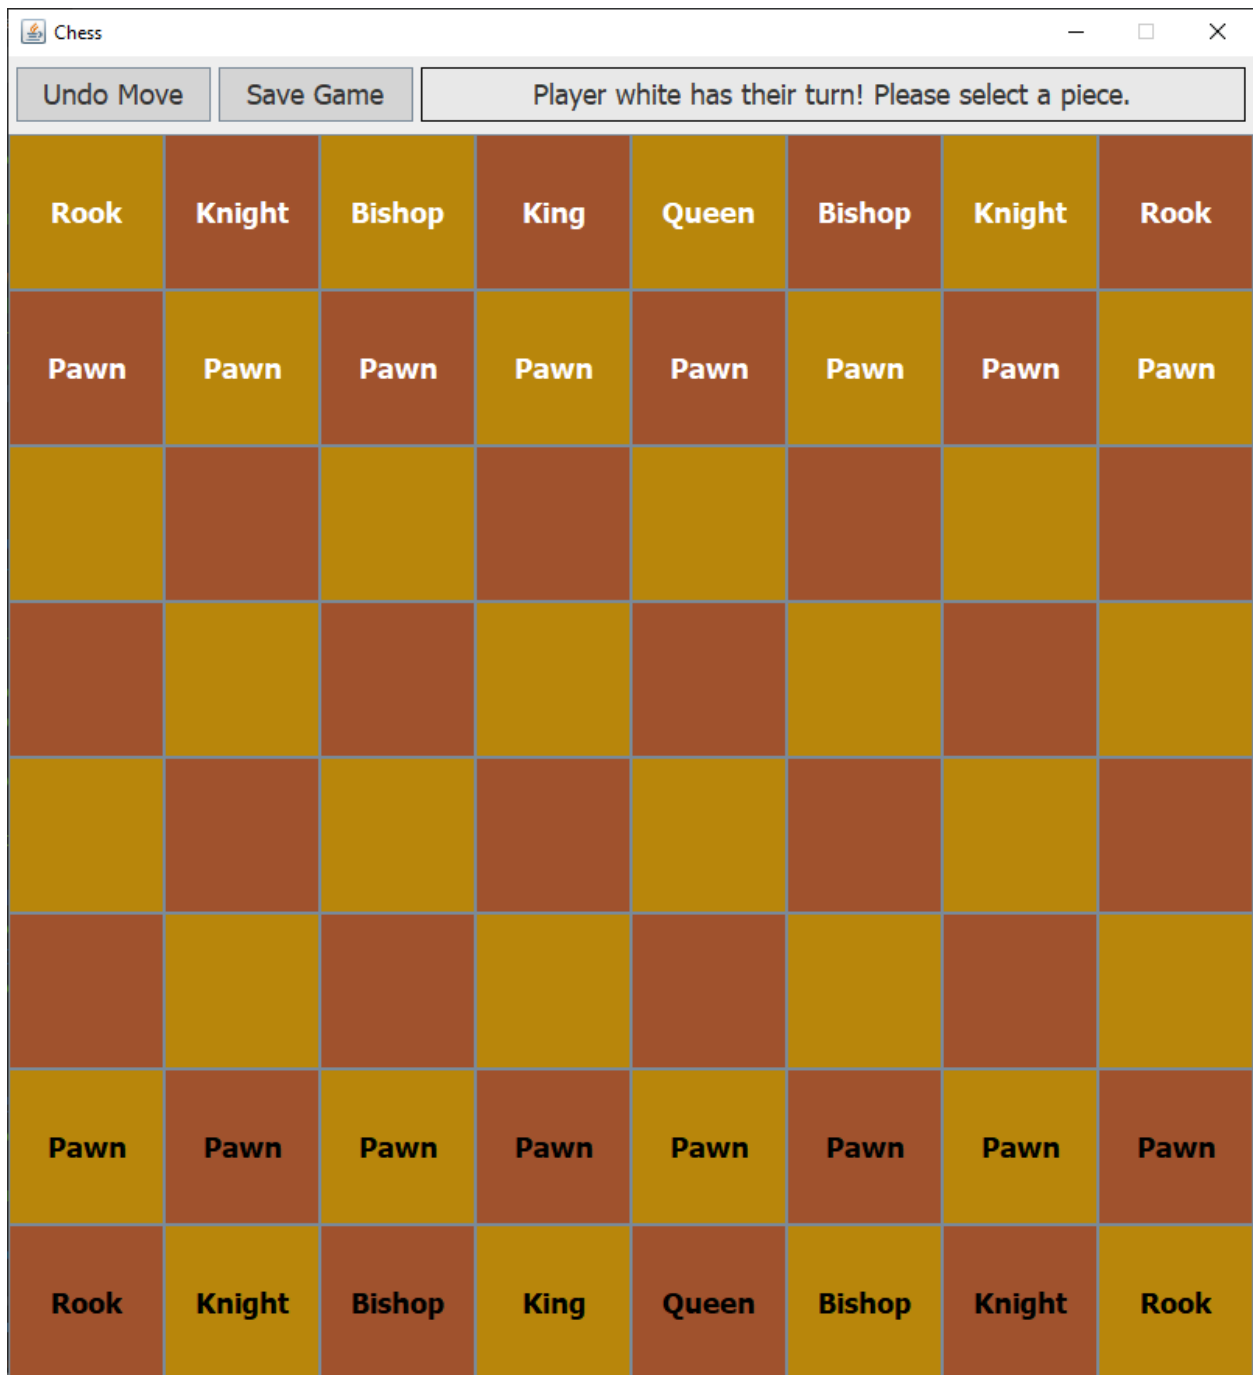 Chess
Undo Move Save Game Player white has their turn! Please select a piece.
Rook Knight Bishop King Queen Bishop Knight Rook
Pawn Pawn Pawn Pawn Pawn Pawn Pawn Pawn
Pawn Pawn Pawn Pawn Pawn Pawn Pawn Pawn
Rook Knight Bishop King Queen Bishop Knight Rook